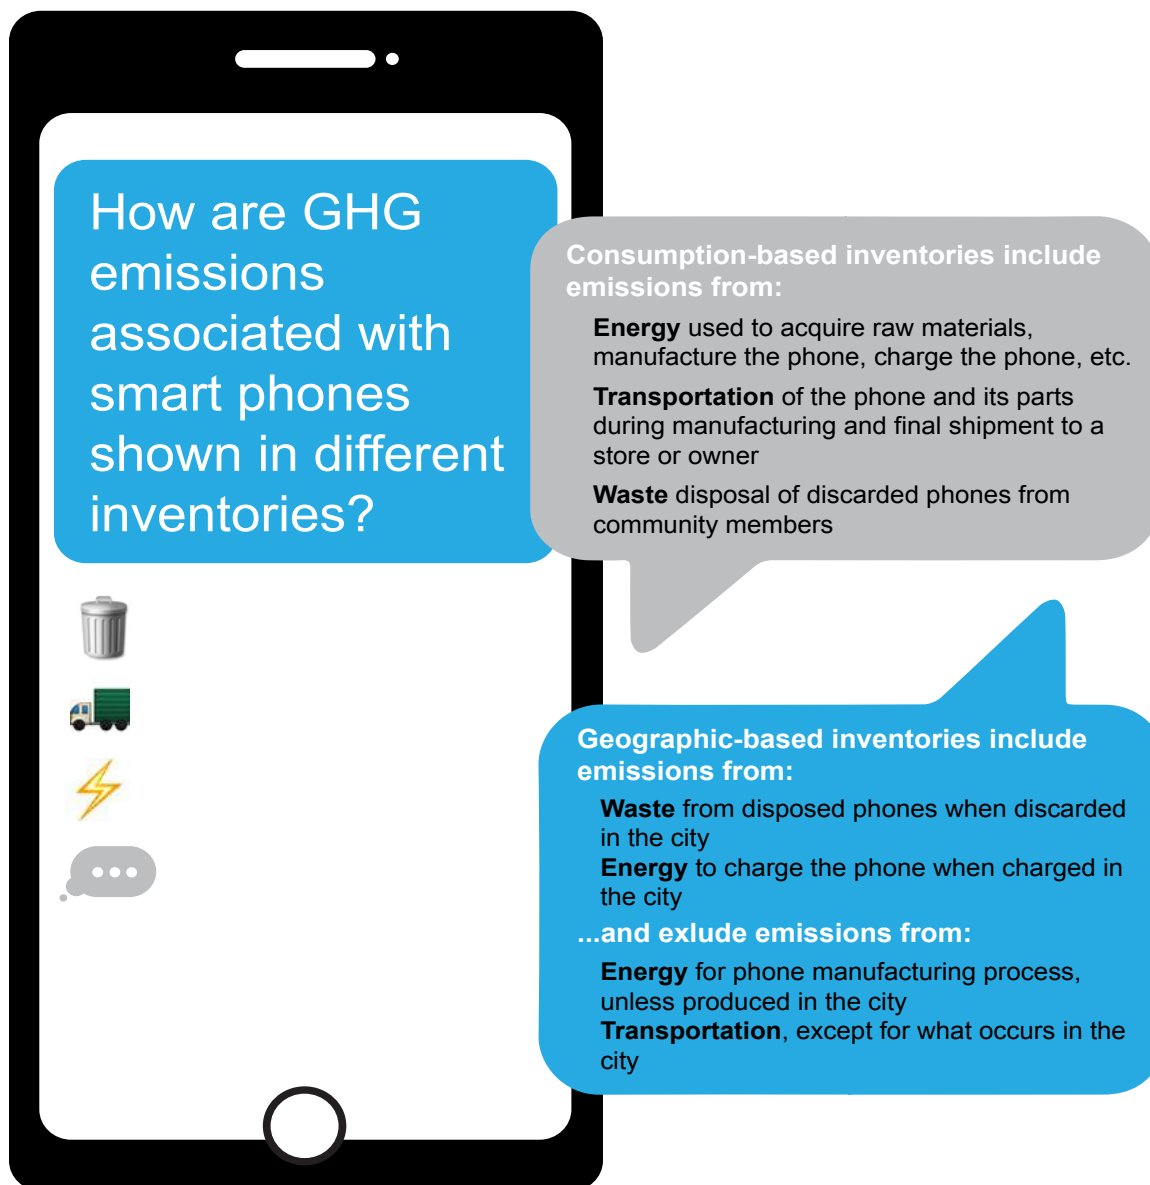 How are GHG
emissions
associated with
smart phones
shown in different
inventories?
Consumption-based inventories include
emissions from:
Energy used to acquire raw materials,
manufacture the phone, charge the phone, etc.
Transportation of the phone and its parts
during manufacturing and final shipment to a
store or owner
Waste disposal of discarded phones from
community members
Geographic-based inventories include
emissions from:
Waste from disposed phones when discarded
in the city
Energy to charge the phone when charged in
the city
...and exlude emissions from:
Energy for phone manufacturing process,
unless produced in the city
Transportation, except for what occurs in the
city